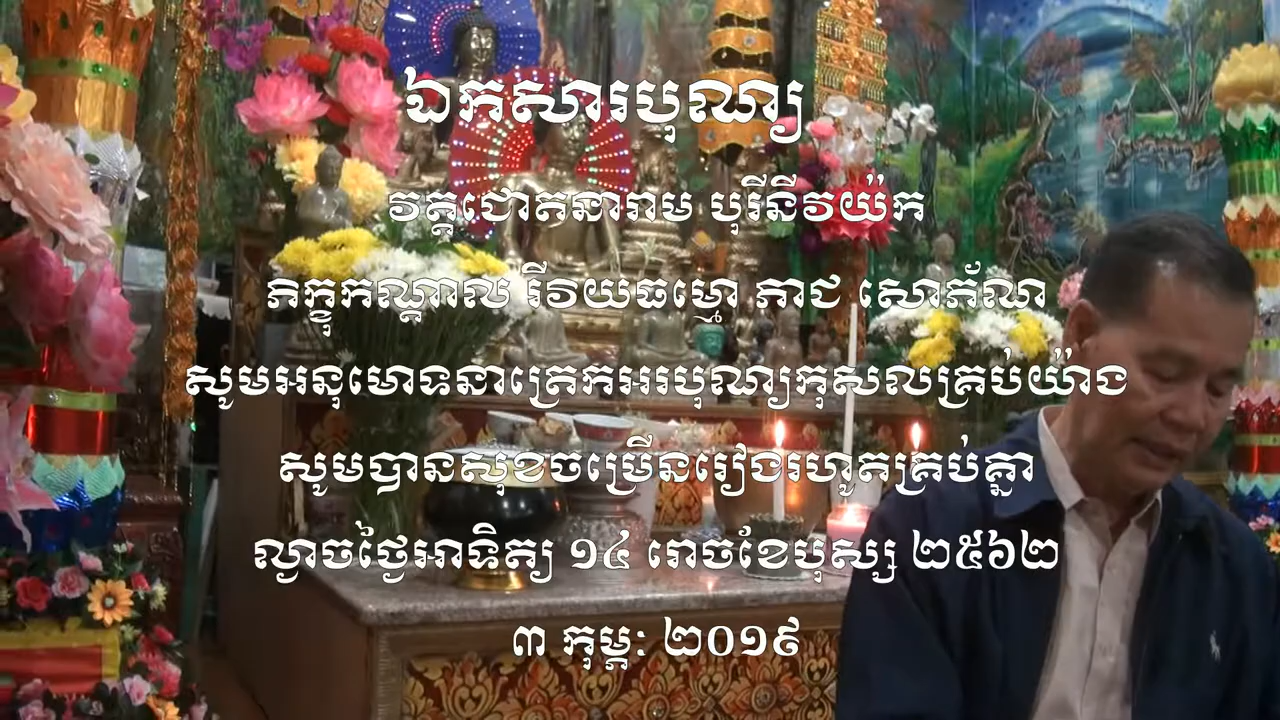 ឯកសារបុណ្យ
វត្តជោតនារាម បុរីនីវយ៉ក
ភិក្ខុកណ្ដាល រីវិយធម្មោ ភាជ សោភ័ណ
សូមអនុមោទនាត្រេកអរបុណ្យកុសលគ្រប់យ៉ាង
សូមបានសុខចម្រើនរៀងរហូតគ្រប់គ្នា
ល្ងាចថ្ងៃអាទិត្យ ១៤ រោចខែបុស្ស ២៥៦២
៣ កុម្ភៈ ២០១៩